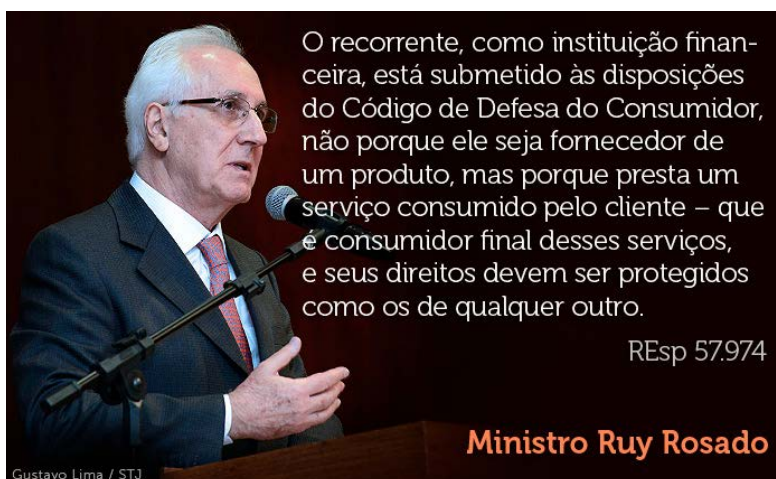 O recorrente, como instituição finan-
ceira, está submetido às disposições
do Código de Defesa do Consumidor,
não porque ele seja fornecedor de
um produto, mas porque presta um
serviço consumido pelo cliente – que
é consumidor final desses serviços,
e seus direitos devem ser protegidos
como os de qualquer outro.
REsp 57.974
Ministro Ruy Rosado
Gustavo Lima / STJ